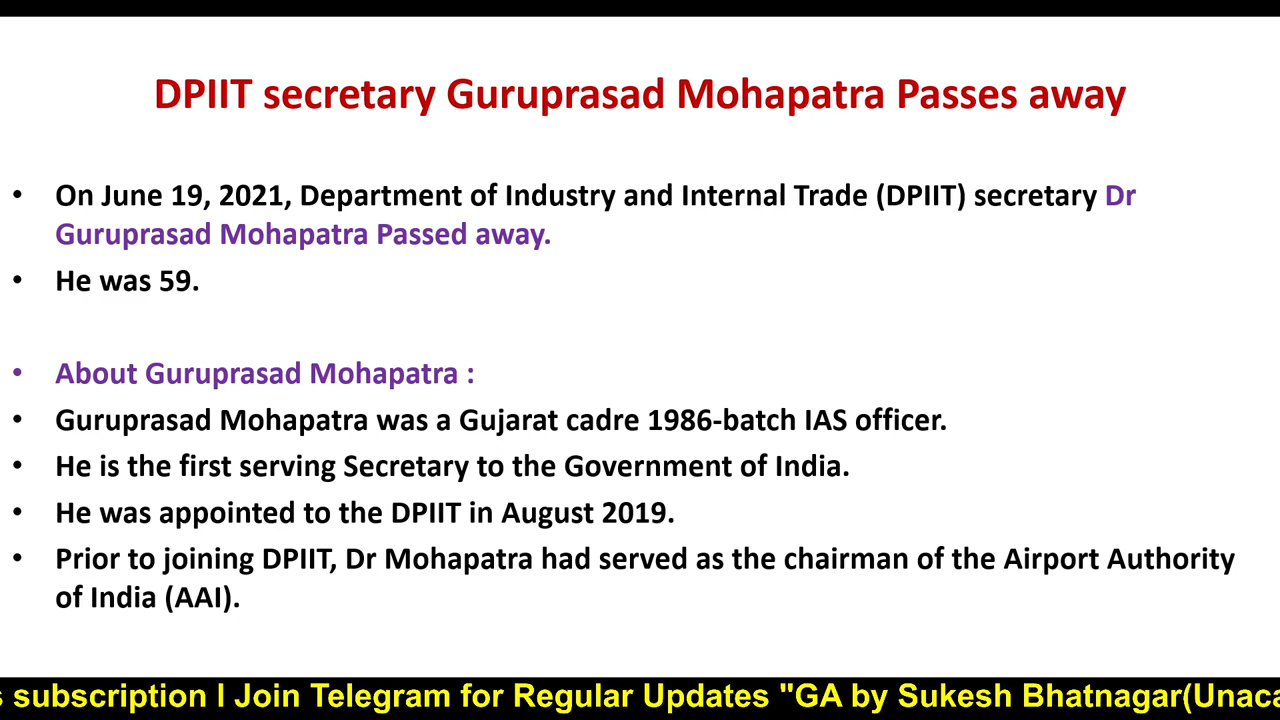 DPIIT secretary Guruprasad Mohapatra Passes away
• On June 19, 2021, Department of Industry and Internal Trade (DPIIT) secretary Dr
Guruprasad Mohapatra Passed away.
• He was 59.
• About Guruprasad Mohapatra :
• Guruprasad Mohapatra was a Gujarat cadre 1986-batch IAS officer.
• He is the first serving Secretary to the Government of India.
• He was appointed to the DPIIT in August 2019.
• Prior to joining DPIIT, Dr Mohapatra had served as the chairman of the Airport Authority
of India (AAI).
s subscription l Join Telegram for Regular Updates "GA by Sukesh Bhatnagar(Unaca